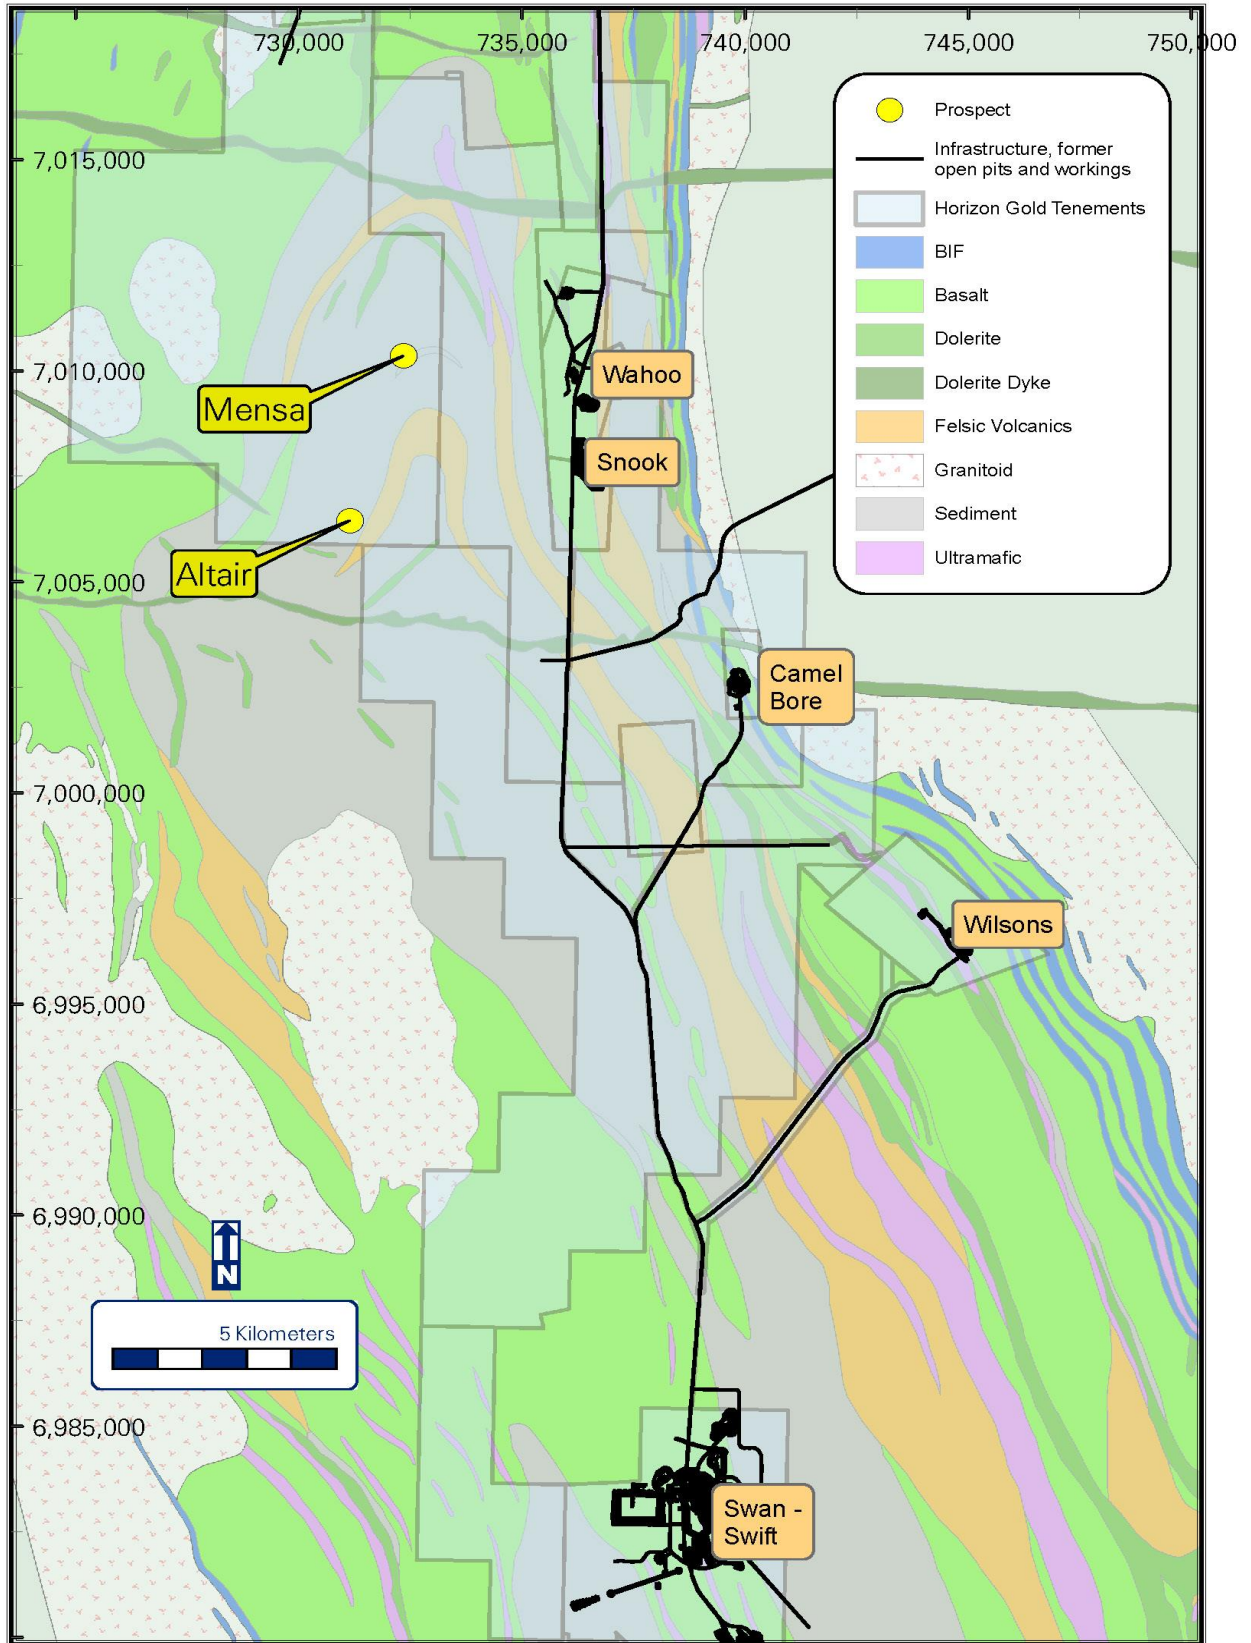 730,000
735,000
740,000
745,000
750,000
Prospect
Infrastructure, former
open pits and workings
Horizon Gold Tenements
BIF
Basalt
Dolerite
Dolerite Dyke
Felsic Volcanics
Granitoid
Sediment
Ultramafic
7,015,000
7,010,000
7,005,000
7,000,000
6,995,000
6,990,000
6,985,000
Mensa
Altair
Wahoo
Snook
Camel
Bore
Wilsons
N
5 Kilometers
Swan -
Swift